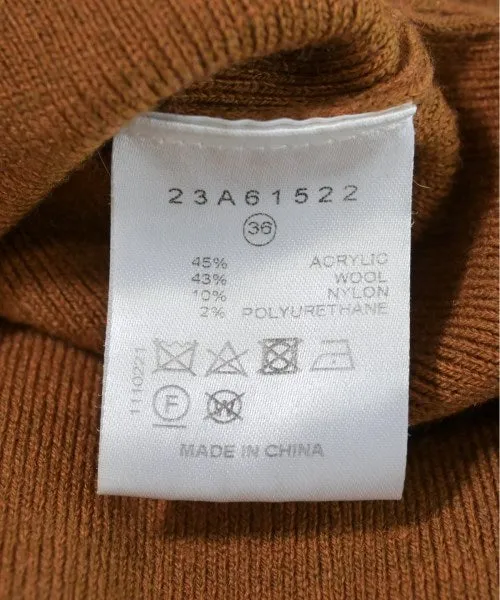 23A61522
36
45% ACRYLIC
43% WOOL
10% NYLON
2% POLYURETHANE
1110221
F W
MADE IN CHINA